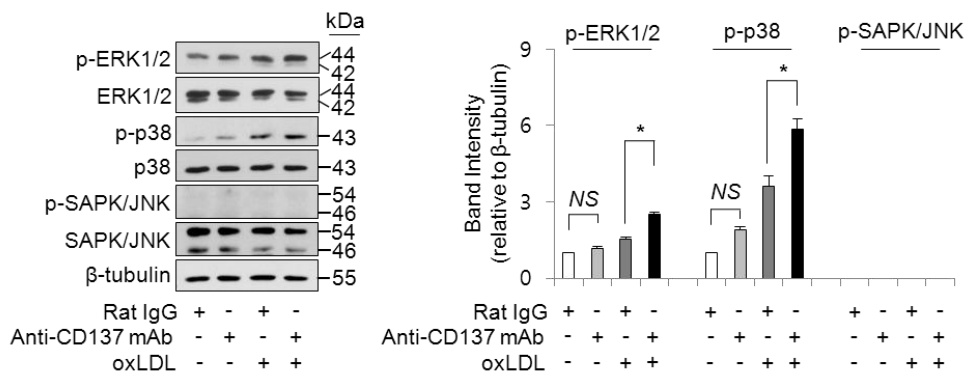 kDa
p-ERK1/2
44
42
ERK1/2
44
42
p-p38
43
p38
43
p-SAPK/JNK
54
46
SAPK/JNK
54
46
β-tubulin
55
Rat IgG + - + -
Anti-CD137 mAb - + - +
oxLDL - - + +
p-ERK1/2 p-p38 p-SAPK/JNK
Band Intensity
(relative to β-tubulin)
9
6
3
0
NS
*
NS
*
Rat IgG + - + - + - + - + - + -
Anti-CD137 mAb - + - + - + - + - + - +
oxLDL - - + + - - + + - - + +